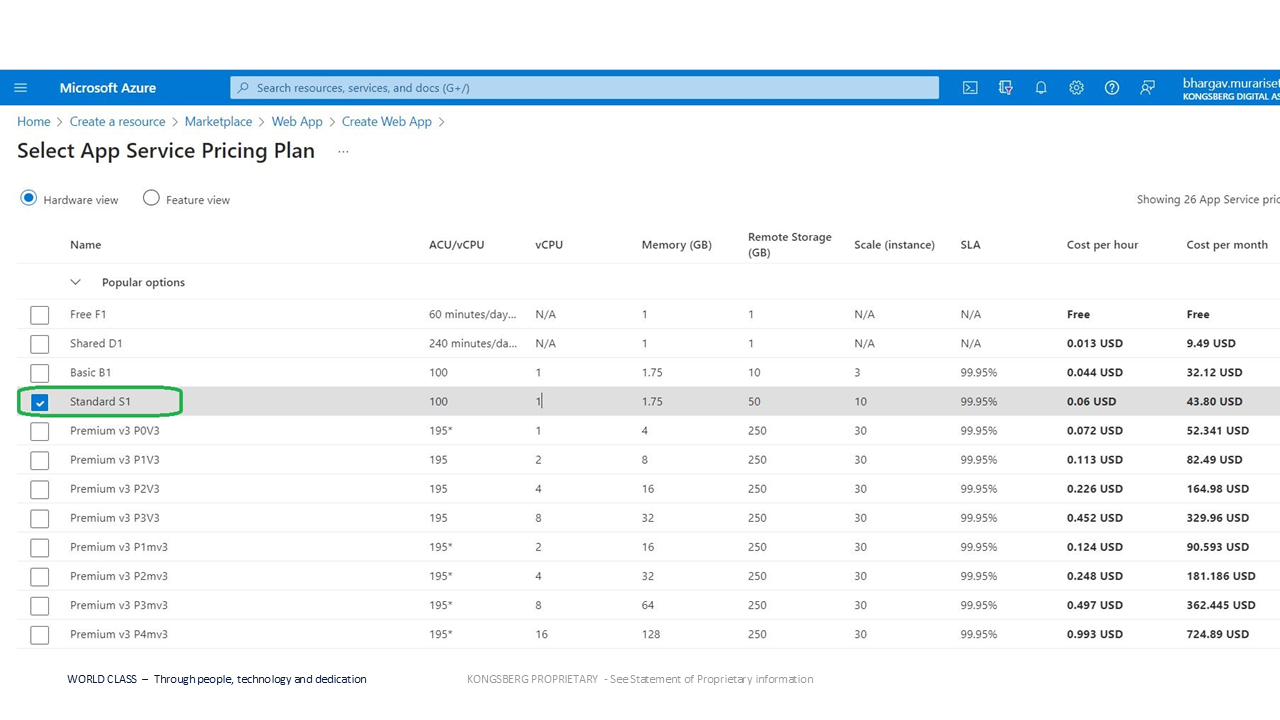 Microsoft Azure
Search resources, services, and docs (G+/)
bhargav.murariset
KONGSBERG DIGITAL AS
Home > Create a resource > Marketplace > Web App > Create Web App >
Select App Service Pricing Plan ...
Hardware view Feature view Showing 26 App Service pric
Name ACU/vCPU vCPU Memory (GB) Remote Storage (GB) Scale (instance) SLA Cost per hour Cost per month
Popular options
Free F1 60 minutes/day... N/A 1 1 N/A N/A Free Free
Shared D1 240 minutes/da... N/A 1 1 N/A N/A 0.013 USD 9.49 USD
Basic B1 100 1 1.75 10 3 99.95% 0.044 USD 32.12 USD
Standard S1 100 1 1.75 50 10 99.95% 0.06 USD 43.80 USD
Premium v3 P0V3 195* 1 4 250 30 99.95% 0.072 USD 52.341 USD
Premium v3 P1V3 195 2 8 250 30 99.95% 0.113 USD 82.49 USD
Premium v3 P2V3 195 4 16 250 30 99.95% 0.226 USD 164.98 USD
Premium v3 P3V3 195 8 32 250 30 99.95% 0.452 USD 329.96 USD
Premium v3 P1mv3 195* 2 16 250 30 99.95% 0.124 USD 90.593 USD
Premium v3 P2mv3 195* 4 32 250 30 99.95% 0.248 USD 181.186 USD
Premium v3 P3mv3 195* 8 64 250 30 99.95% 0.497 USD 362.445 USD
Premium v3 P4mv3 195* 16 128 250 30 99.95% 0.993 USD 724.89 USD
WORLD CLASS – Through people, technology and dedication KONGSBERG PROPRIETARY - See Statement of Proprietary information